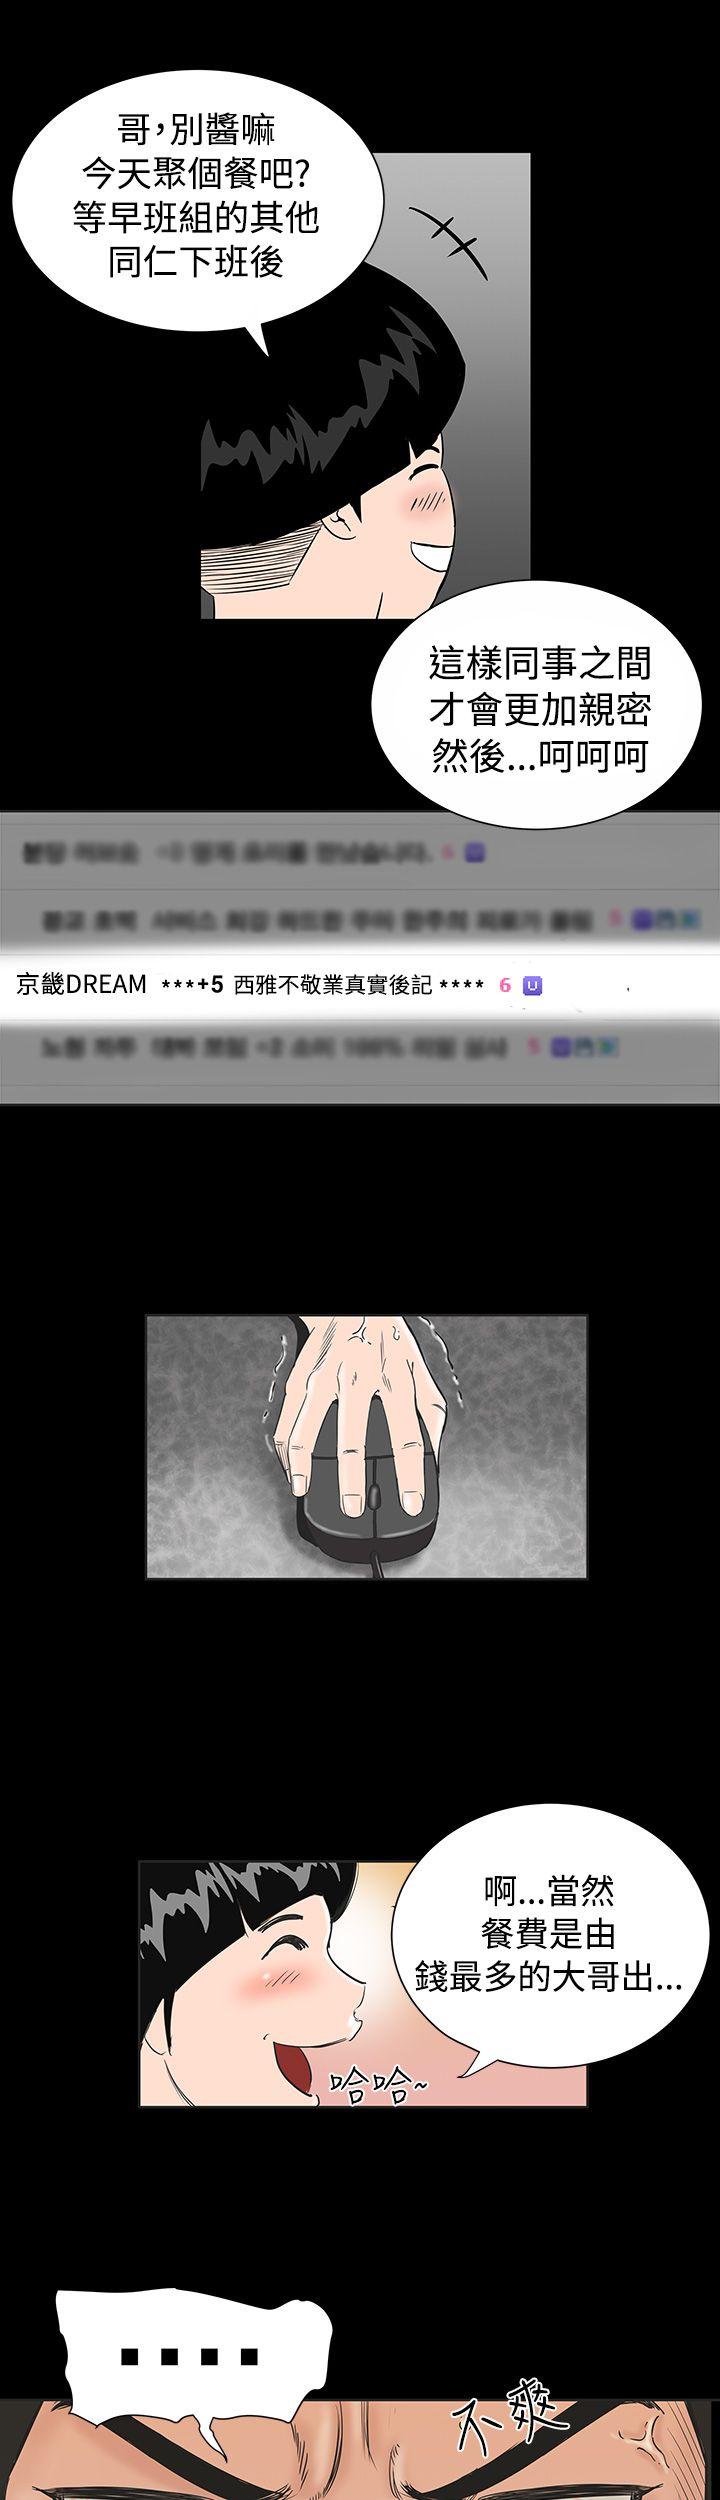 哥，別醬嘛
今天聚個餐吧?
等早班組的其他
同仁下班後
這樣同事之間
才會更加親密
然後...呵呵呵
京畿DREAM ***+5 西雅不敬業真實後記 **** 6 U
啊...當然
餐費是由
錢最多的大哥出...
哈哈~
....
不爽